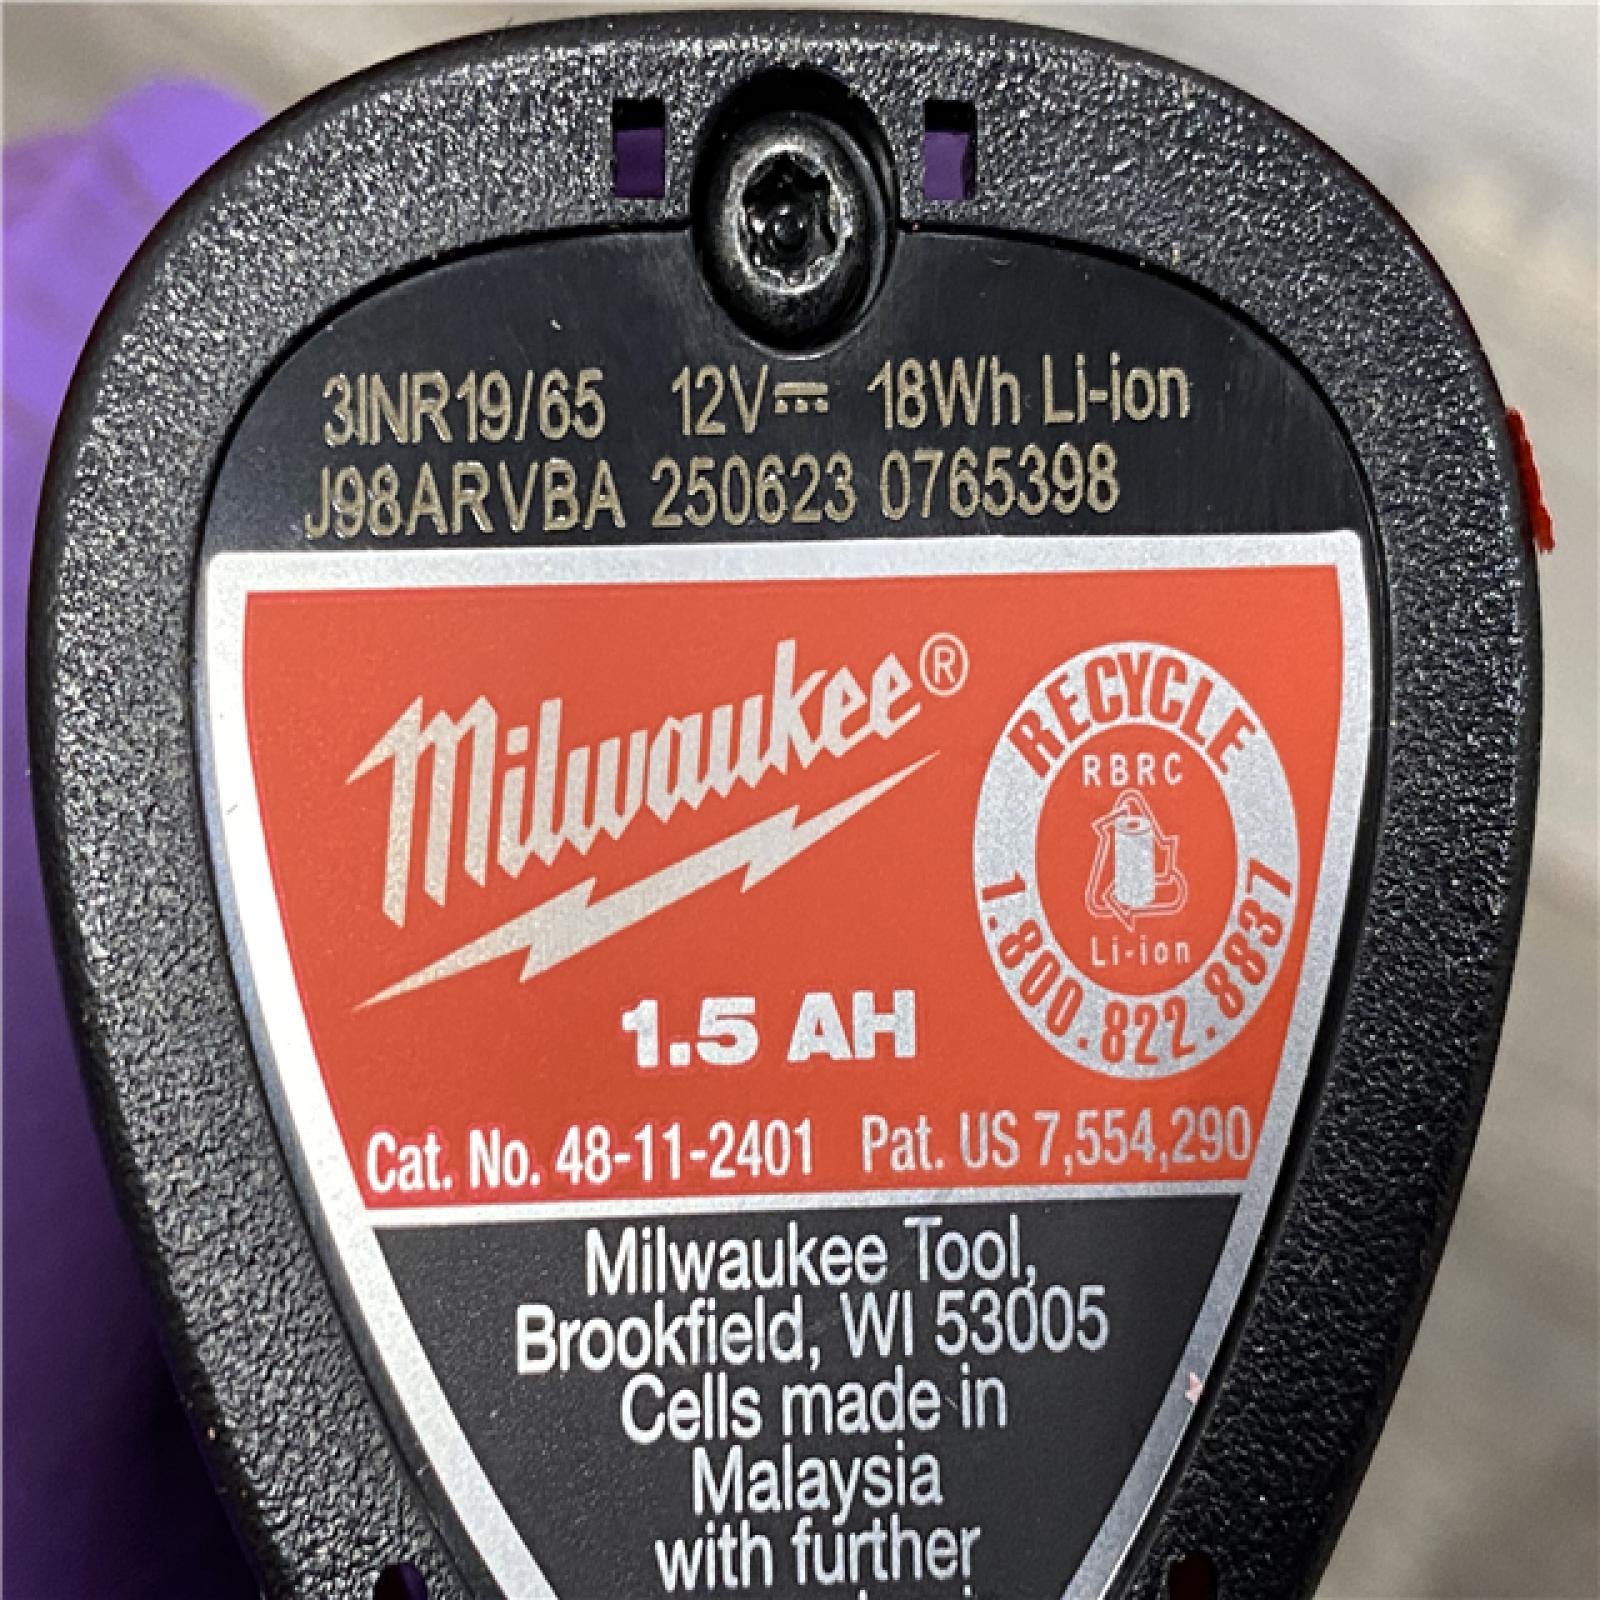 3INR19/65 12V⎓ 18Wh Li-ion
J98ARVBA 250623 0765398
Milwaukee®
RECYCLE
RBRC
Li-ion
1.800.822.8837
1.5 AH
Cat. No. 48-11-2401 Pat. US 7,554,290
Milwaukee Tool,
Brookfield, WI 53005
Cells made in
Malaysia
with further